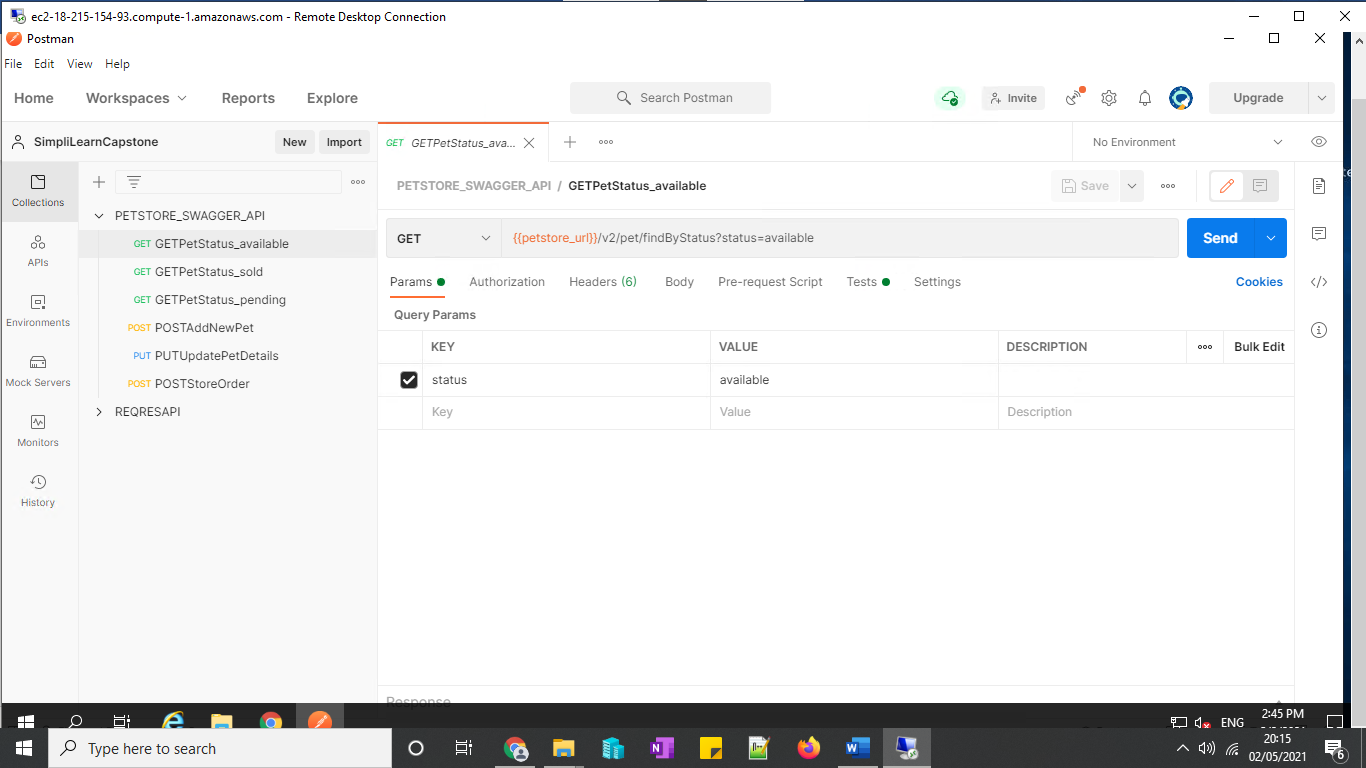 ec2-18-215-154-93.compute-1.amazonaws.com - Remote Desktop Connection
Postman
File Edit View Help
Home Workspaces Reports Explore Search Postman Invite Upgrade
SimpliLearnCapstone New Import GET GETPetStatus_ava... No Environment
PETSTORE_SWAGGER_API / GETPetStatus_available Save
Collections
PETSTORE_SWAGGER_API
GET GETPetStatus_available
GET GETPetStatus_sold
GET GETPetStatus_pending
POST POSTAddNewPet
PUT PUTUpdatePetDetails
POST POSTStoreOrder
REQRESAPI
APIs
Environments
Mock Servers
Monitors
History
GET {{petstore_url}}/v2/pet/findByStatus?status=available Send
Params Authorization Headers (6) Body Pre-request Script Tests Settings Cookies
Query Params
KEY VALUE DESCRIPTION Bulk Edit
status available
Key Value Description
Response
ENG 2:45 PM
Type here to search
20:15
02/05/2021
6